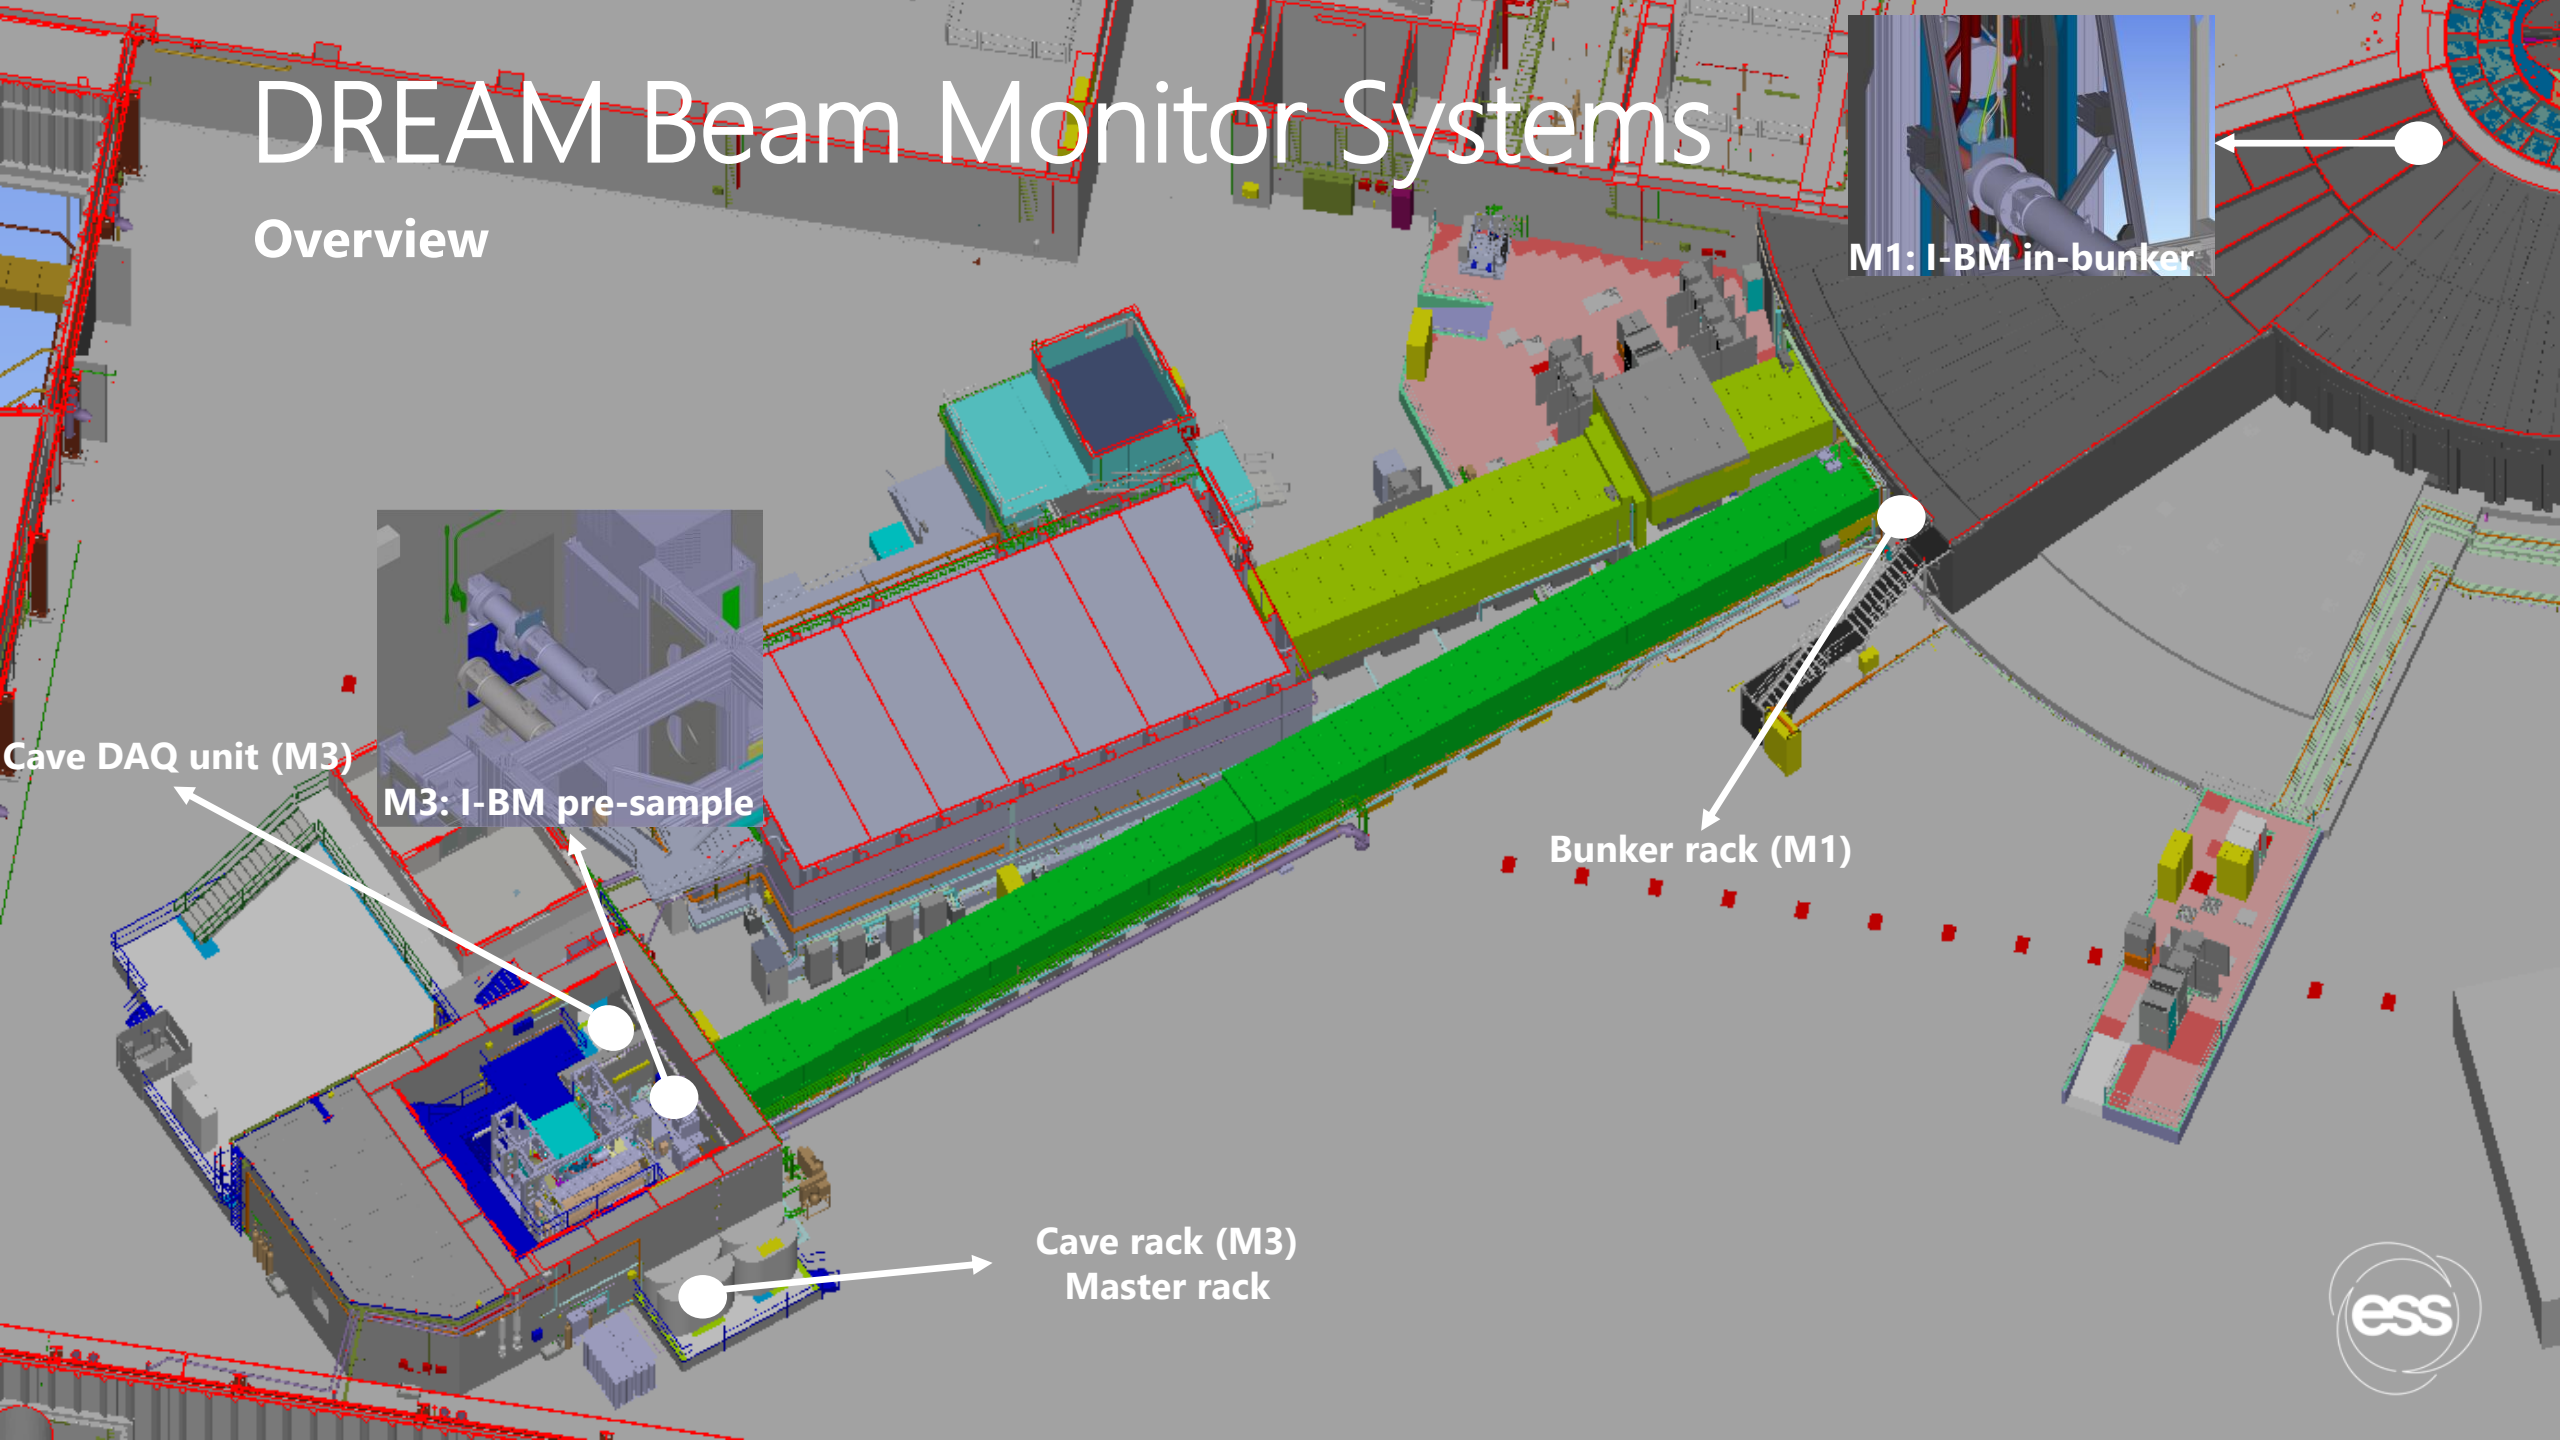 DREAM Beam Monitor Systems
Overview
M1: I-BM in-bunker
Cave DAQ unit (M3)
M3: I-BM pre-sample
Bunker rack (M1)
Cave rack (M3)
Master rack
ess